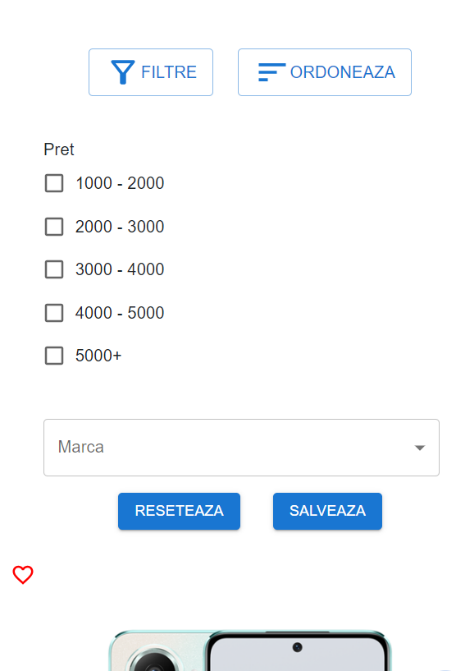 FILTRE
ORDONEAZA
Pret
1000 - 2000
2000 - 3000
3000 - 4000
4000 - 5000
5000+
Marca
RESETEAZA
SALVEAZA